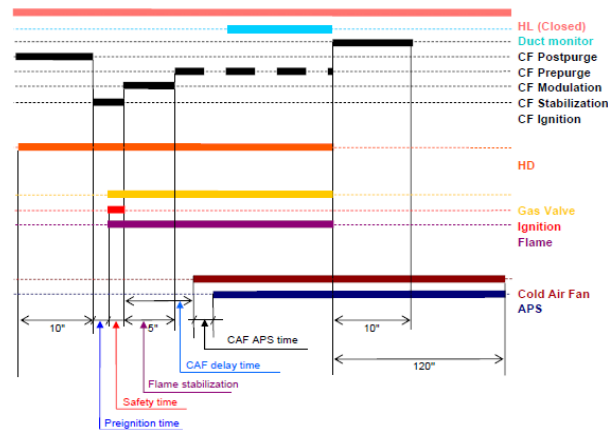 HL (Closed)
Duct monitor
CF Postpurge
CF Prepurge
CF Modulation
CF Stabilization
CF Ignition
HD
Gas Valve
Ignition
Flame
Cold Air Fan
APS
10"
5"
10"
CAF APS time
120"
CAF delay time
Flame stabilization
Safety time
Preignition time